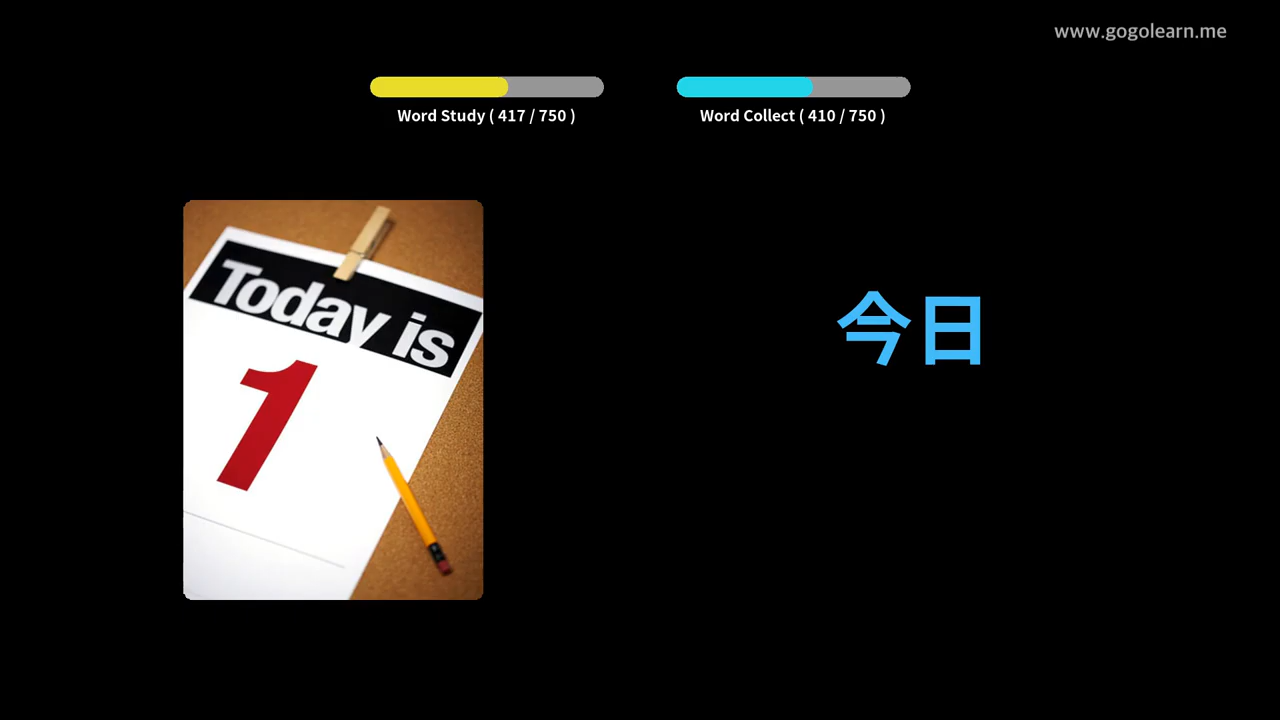 www.gogolearn.me
Word Study ( 417 / 750 )
Word Collect ( 410 / 750 )
Today is
1
今日